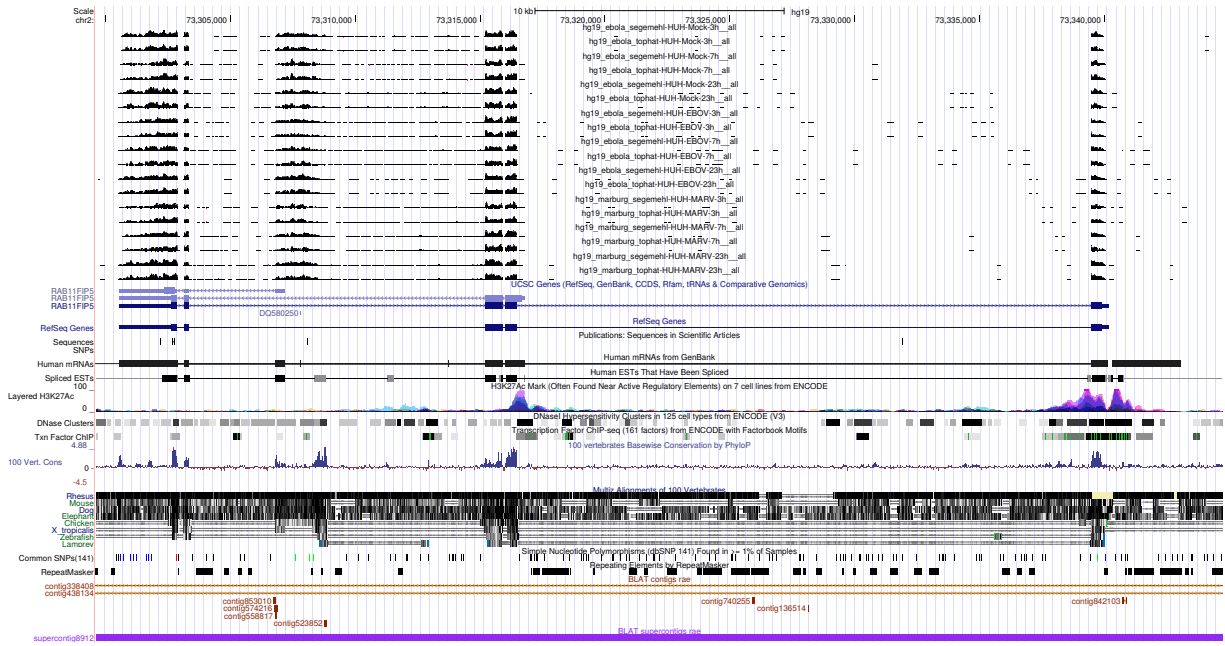 Scale 10 kb hg19
chr2: 73,305,000 73,310,000 73,315,000 73,320,000 73,325,000 73,330,000 73,335,000 73,340,000
hg19_ebola_segemehl-HUH-Mock-3h__all
hg19_ebola_tophat-HUH-Mock-3h__all
hg19_ebola_segemehl-HUH-Mock-7h__all
hg19_ebola_tophat-HUH-Mock-7h__all
hg19_ebola_segemehl-HUH-Mock-23h__all
hg19_ebola_tophat-HUH-Mock-23h__all
hg19_ebola_segemehl-HUH-EBOV-3h__all
hg19_ebola_tophat-HUH-EBOV-3h__all
hg19_ebola_segemehl-HUH-EBOV-7h__all
hg19_ebola_tophat-HUH-EBOV-7h__all
hg19_ebola_segemehl-HUH-EBOV-23h__all
hg19_ebola_tophat-HUH-EBOV-23h__all
hg19_marburg_segemehl-HUH-MARV-3h__all
hg19_marburg_tophat-HUH-MARV-3h__all
hg19_marburg_segemehl-HUH-MARV-7h__all
hg19_marburg_tophat-HUH-MARV-7h__all
hg19_marburg_segemehl-HUH-MARV-23h__all
hg19_marburg_tophat-HUH-MARV-23h__all
UCSC Genes (RefSeq, GenBank, CCDS, Rfam, tRNAs & Comparative Genomics)
RAB11FIP5
RAB11FIP5
RAB11FIP5
DQ580250
RefSeq Genes
RefSeq Genes
Publications: Sequences in Scientific Articles
Sequences
SNPs
Human mRNAs from GenBank
Human mRNAs
Human ESTs That Have Been Spliced
Spliced ESTs
H3K27Ac Mark (Often Found Near Active Regulatory Elements) on 7 cell lines from ENCODE
100
Layered H3K27Ac
0
DNaseI Hypersensitivity Clusters in 125 cell types from ENCODE (V3)
DNase Clusters
Transcription Factor ChIP-seq (161 factors) from ENCODE with Factorbook Motifs
Txn Factor ChIP
100 vertebrates Basewise Conservation by PhyloP
4.88
100 Vert. Cons
0
-4.5
Multiz Alignments of 100 Vertebrates
Rhesus
Mouse
Dog
Elephant
Chicken
X_tropicalis
Zebrafish
Lamprey
Simple Nucleotide Polymorphisms (dbSNP 141) Found in >= 1% of Samples
Common SNPs(141)
Repeating Elements by RepeatMasker
RepeatMasker
BLAT contigs rae
contig338408
contig438134
contig853010 contig740255 contig842103
contig574216 contig136514
contig558817
contig523852
BLAT supercontigs rae
supercontig8912